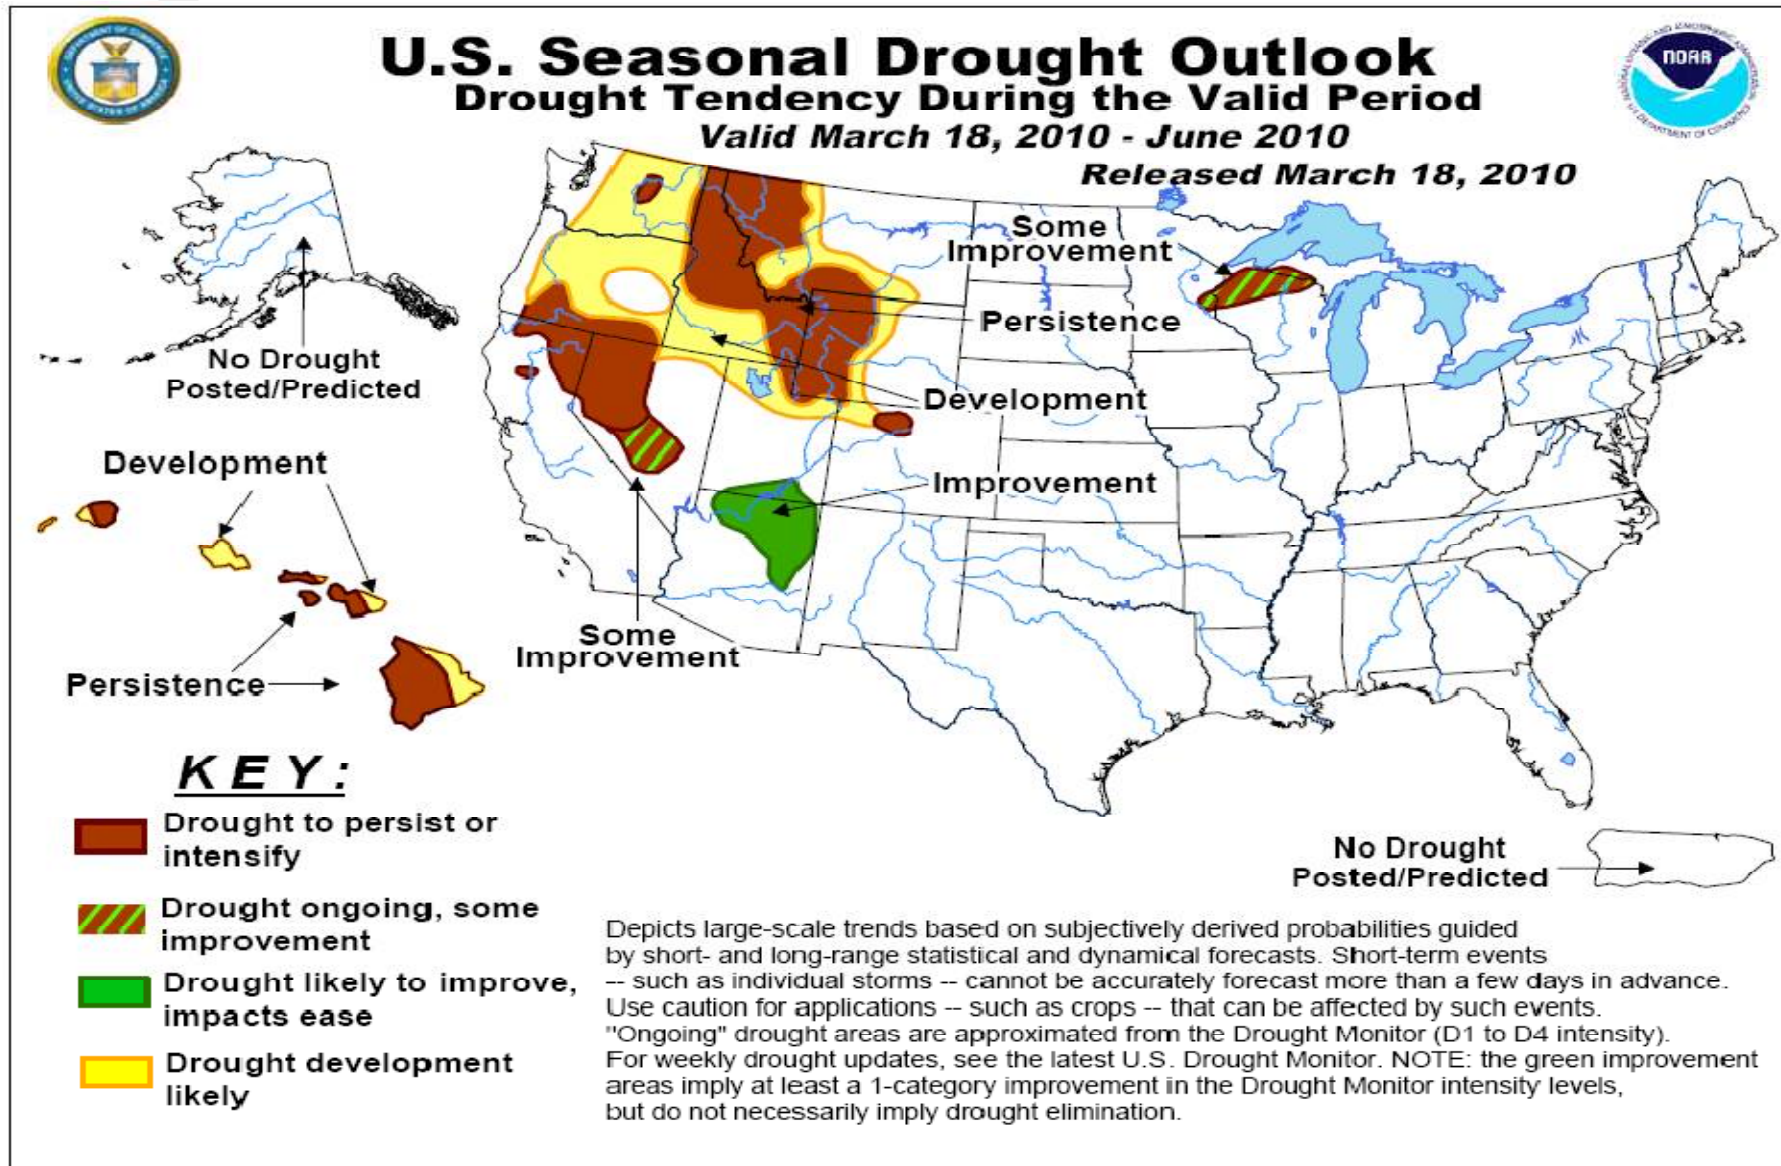 U.S. Seasonal Drought Outlook
Drought Tendency During the Valid Period
Valid March 18, 2010 - June 2010
Released March 18, 2010
NOAA
Some
Improvement
Persistence
Development
Improvement
Some
Improvement
No Drought
Posted/Predicted
Development
Persistence
KEY:
Drought to persist or
intensify
Drought ongoing, some
improvement
Drought likely to improve,
impacts ease
Drought development
likely
No Drought
Posted/Predicted
Depicts large-scale trends based on subjectively derived probabilities guided
by short- and long-range statistical and dynamical forecasts. Short-term events
-- such as individual storms -- cannot be accurately forecast more than a few days in advance.
Use caution for applications -- such as crops -- that can be affected by such events.
"Ongoing" drought areas are approximated from the Drought Monitor (D1 to D4 intensity).
For weekly drought updates, see the latest U.S. Drought Monitor. NOTE: the green improvement
areas imply at least a 1-category improvement in the Drought Monitor intensity levels,
but do not necessarily imply drought elimination.